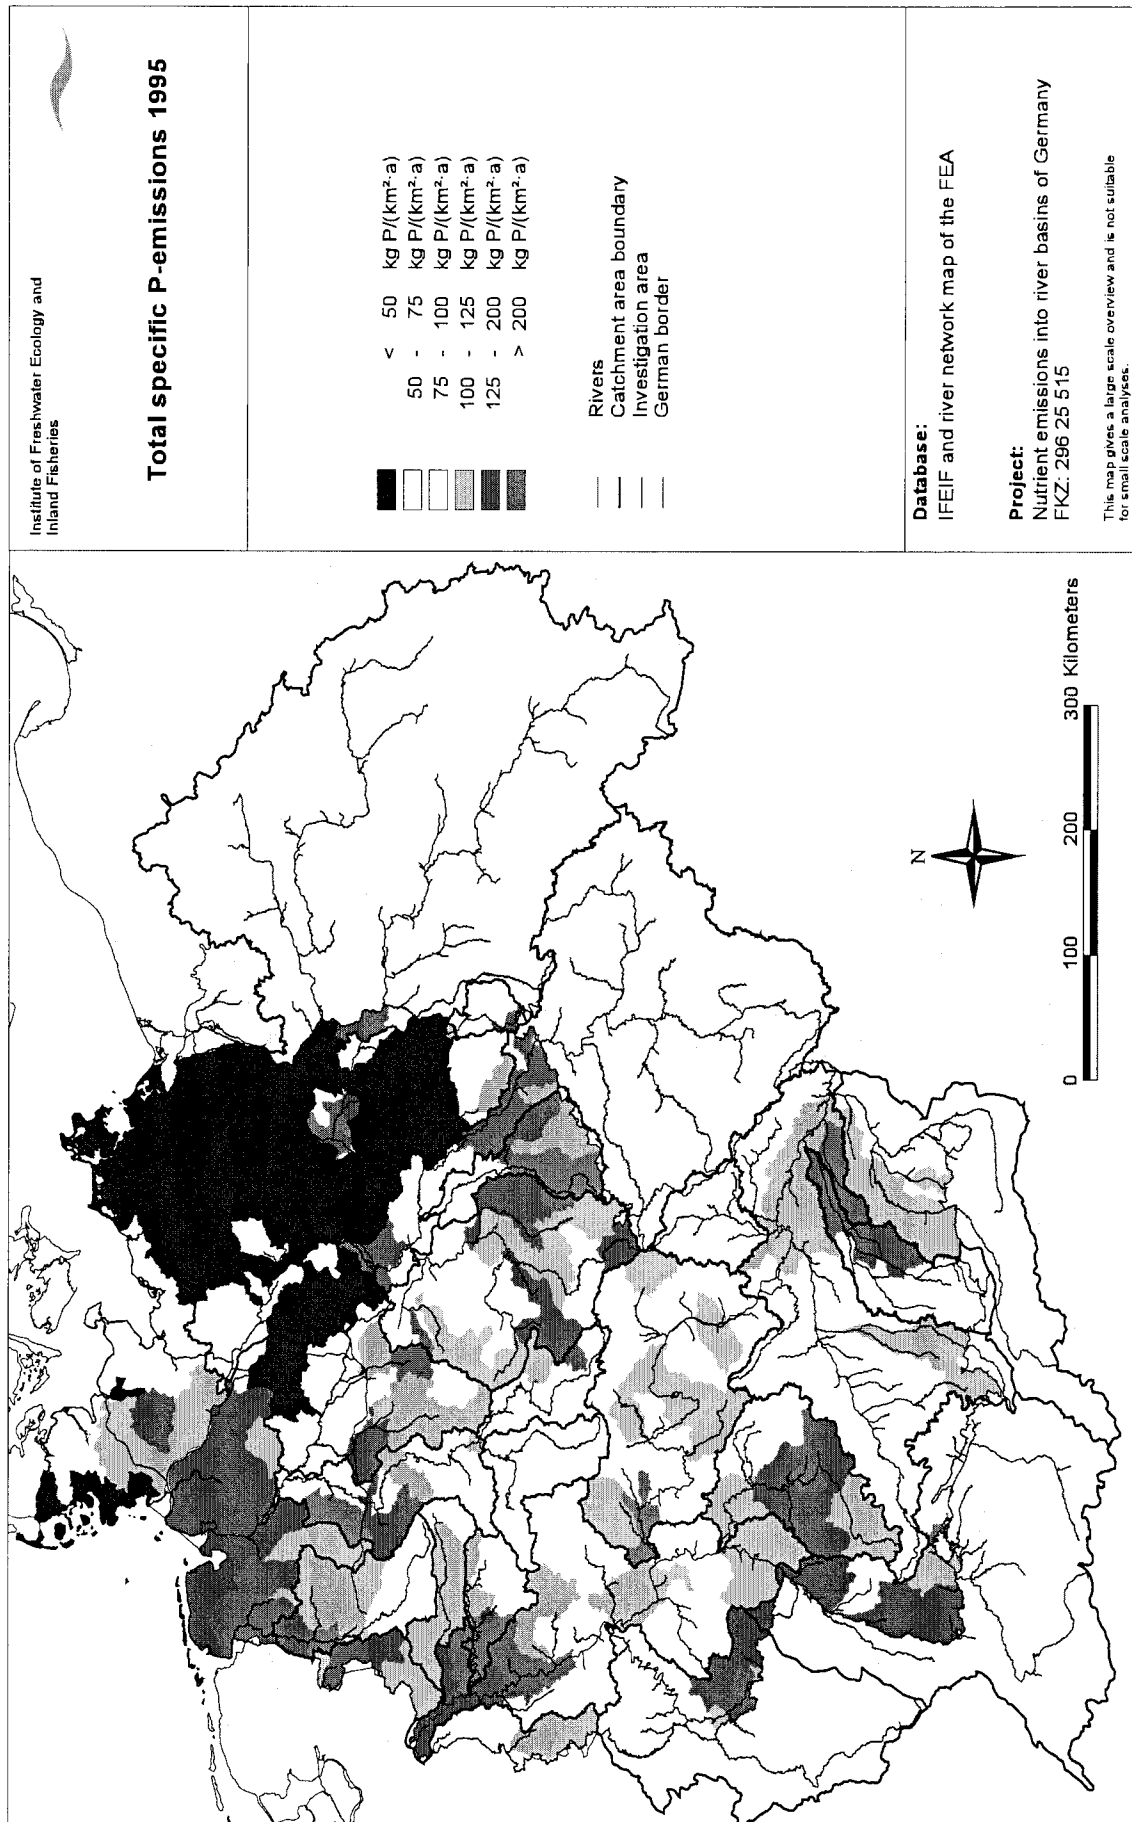 Institute of Freshwater Ecology and
Inland Fisheries
Total specific P-emissions 1995
< 50 kg P/(km²·a)
50 - 75 kg P/(km²·a)
75 - 100 kg P/(km²·a)
100 - 125 kg P/(km²·a)
125 - 200 kg P/(km²·a)
> 200 kg P/(km²·a)
Rivers
Catchment area boundary
Investigation area
German border
Database:
IFEIF and river network map of the FEA
Project:
Nutrient emissions into river basins of Germany
FKZ: 296 25 515
This map gives a large scale overview and is not suitable
for small scale analyses.
N
0 100 200 300 Kilometers